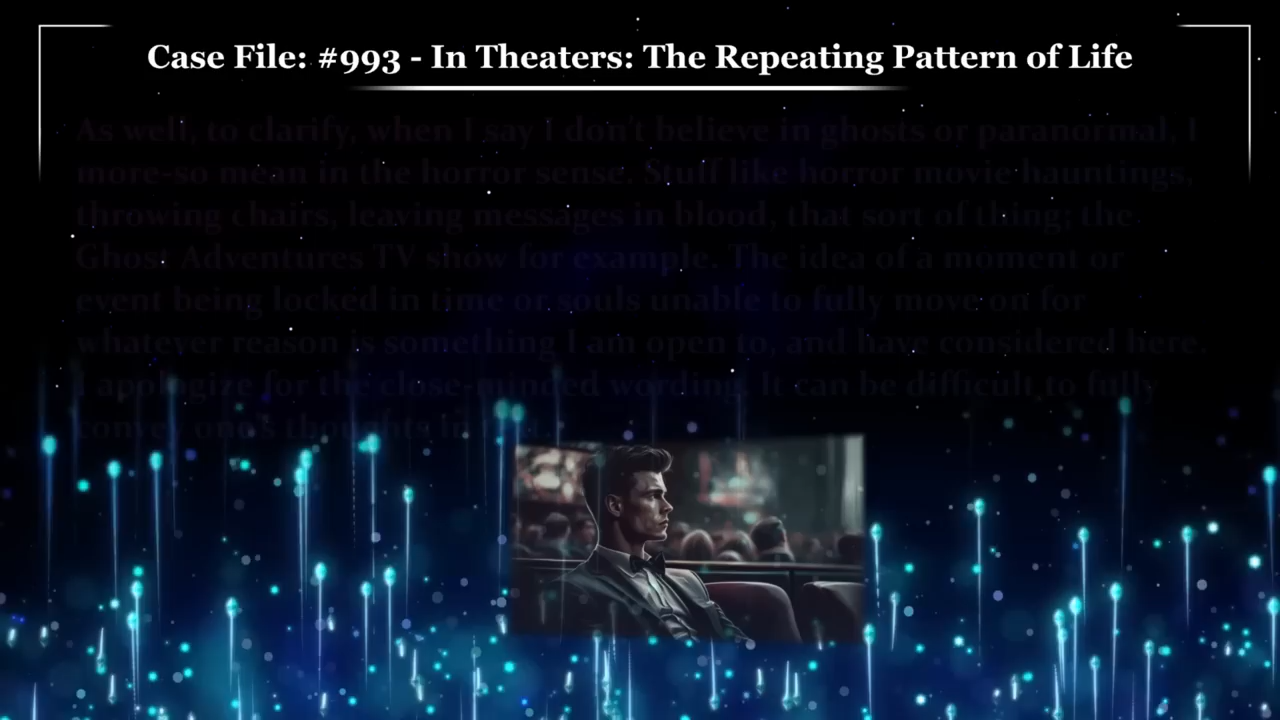 Case File: #993 - In Theaters: The Repeating Pattern of Life
As well, to clarify, when I say I don't believe in ghosts or paranormal, I
more-so mean in the horror sense. Stuff like horror movie hauntings,
throwing chairs, leaving messages in blood, that sort of thing; the
Ghost Adventures TV show for example. The idea of a moment or
event being locked in time or souls unable to fully move on for
whatever reason is something I am open to, and have considered here.
I apologize for the close-minded wording. It can be difficult to fully
convey one's thoughts in